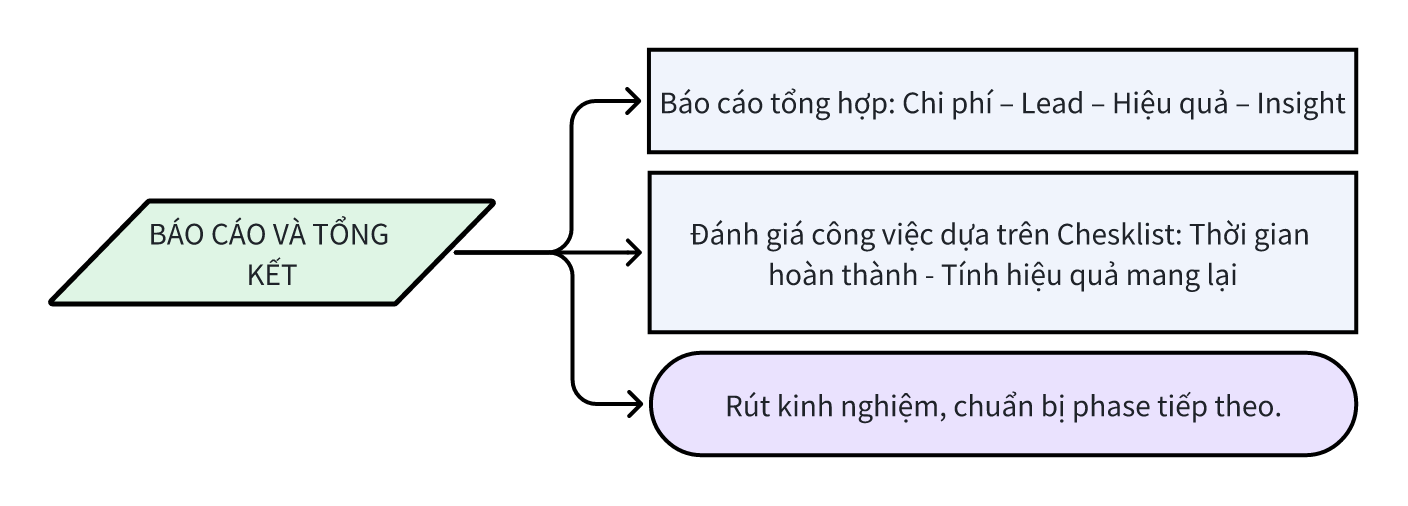 BÁO CÁO VÀ TỔNG
KẾT
Báo cáo tổng hợp: Chi phí – Lead – Hiệu quả – Insight
Đánh giá công việc dựa trên Chesklist: Thời gian
hoàn thành - Tính hiệu quả mang lại
Rút kinh nghiệm, chuẩn bị phase tiếp theo.